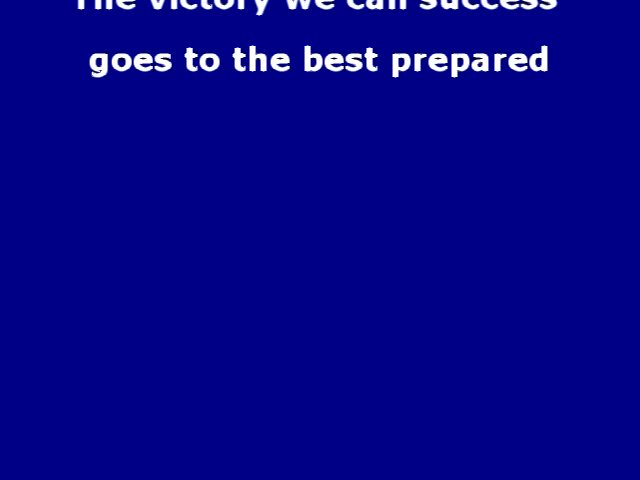 The victory we call success
goes to the best prepared